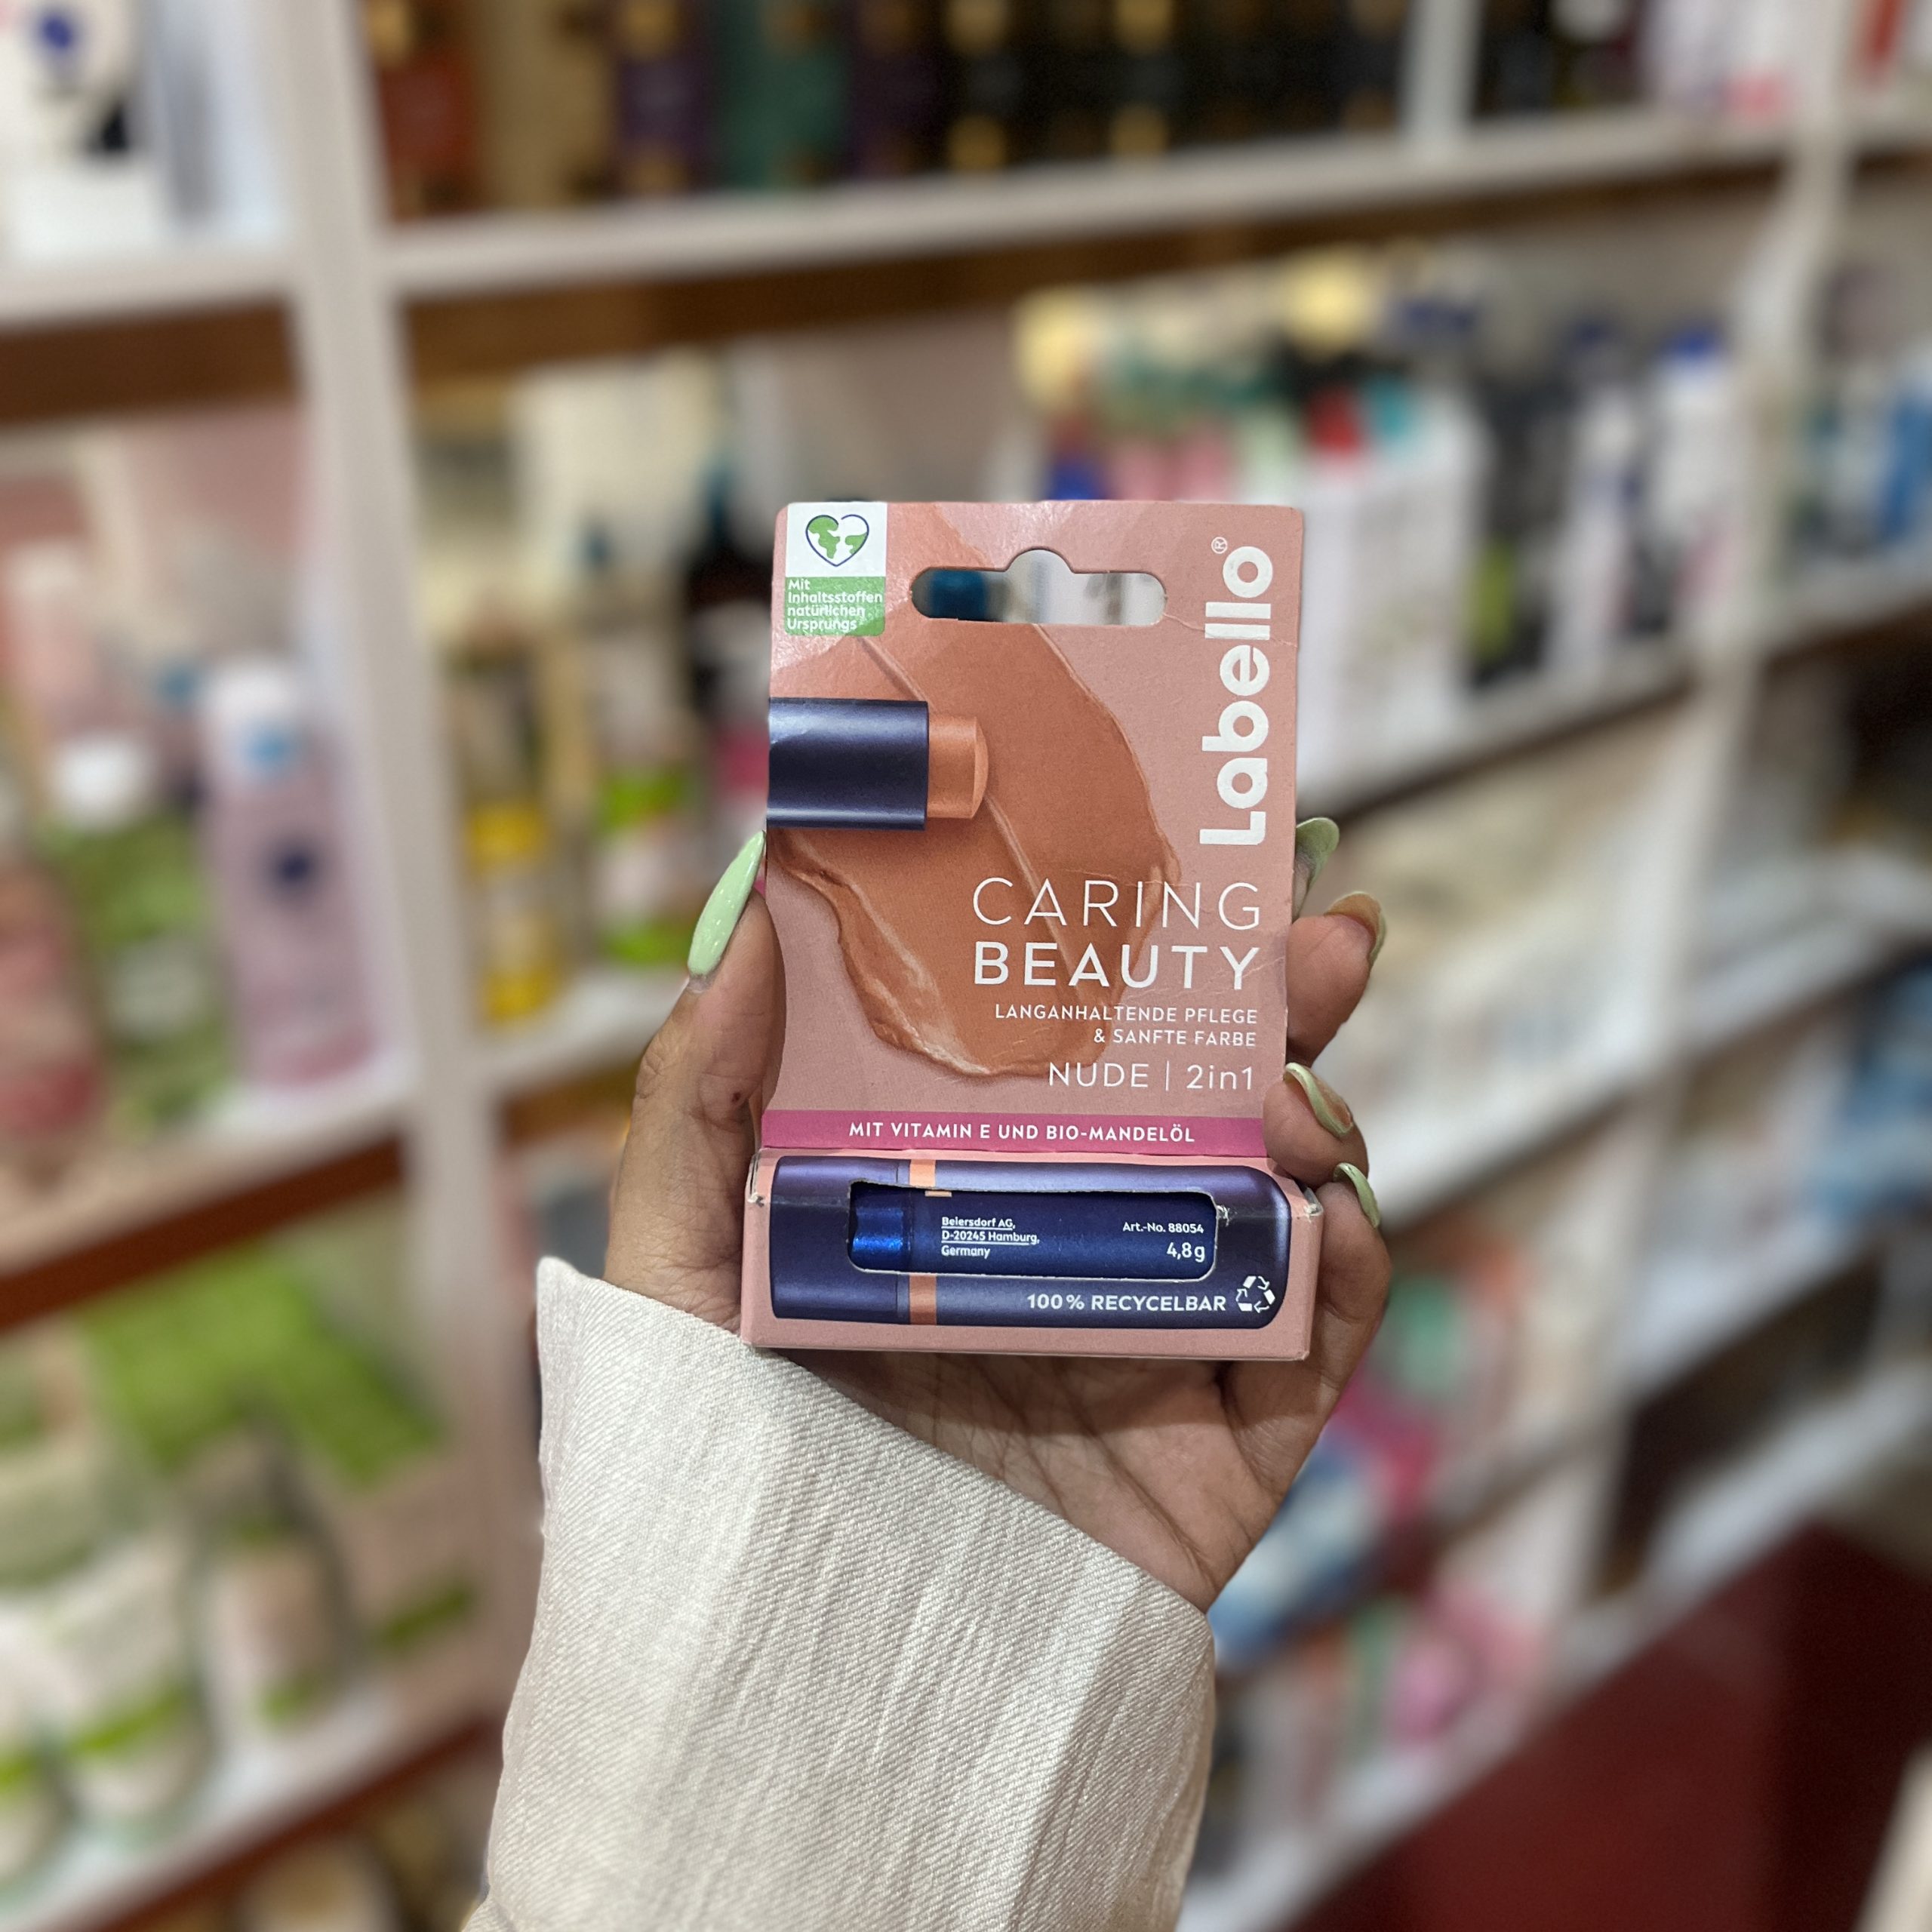 Mit
Inhaltsstoffen
natürlichen
Ursprungs
Labello®
CARING
BEAUTY
LANGANHALTENDE PFLEGE
& SANFTE FARBE
NUDE | 2in1
MIT VITAMIN E UND BIO-MANDELÖL
Beiersdorf AG,
D-20245 Hamburg,
Germany
Art.-No. 88054
4,8 g
100 % RECYCELBAR